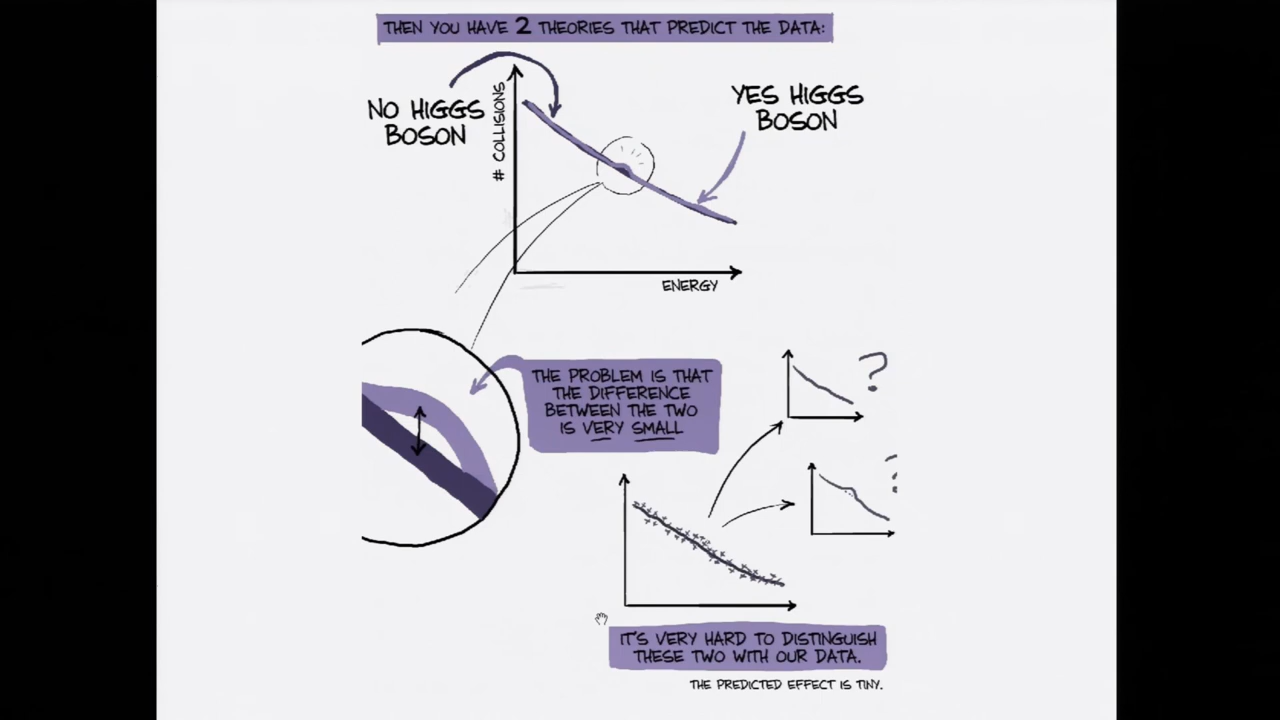 THEN YOU HAVE 2 THEORIES THAT PREDICT THE DATA:
NO HIGGS
BOSON
# COLLISIONS
YES HIGGS
BOSON
ENERGY
THE PROBLEM IS THAT
THE DIFFERENCE
BETWEEN THE TWO
IS VERY SMALL
?
?
IT'S VERY HARD TO DISTINGUISH
THESE TWO WITH OUR DATA.
THE PREDICTED EFFECT IS TINY.